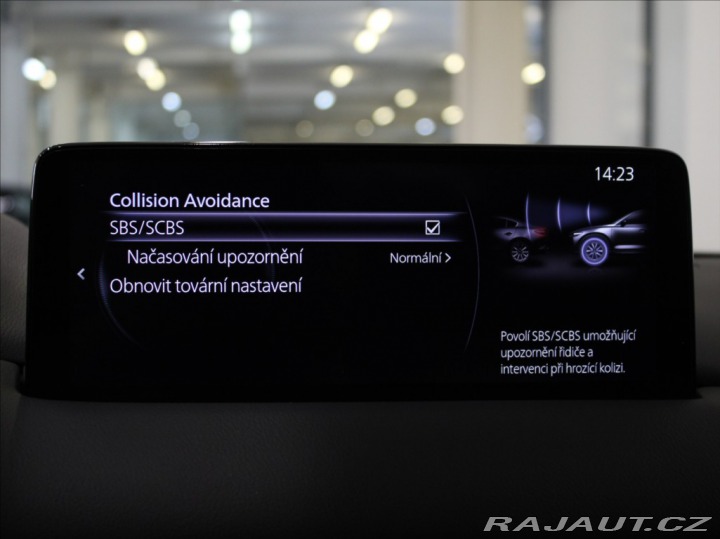 14:23
Collision Avoidance
SBS/SCBS
Načasování upozornění Normální >
Obnovit tovární nastavení
Povolí SBS/SCBS umožňující
upozornění řidiče a
intervenci při hrozící kolizi.
RAJAUT.CZ